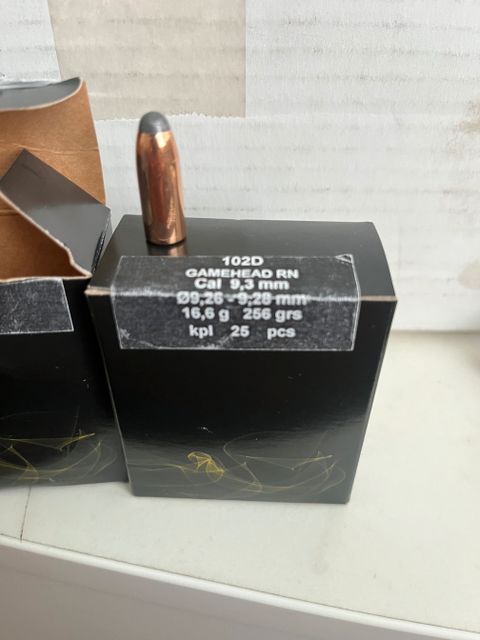 102D
GAMEHEAD RN
Cal 9,3 mm
Ø9,26 - 9,28 mm
16,6 g 256 grs
kpl 25 pcs